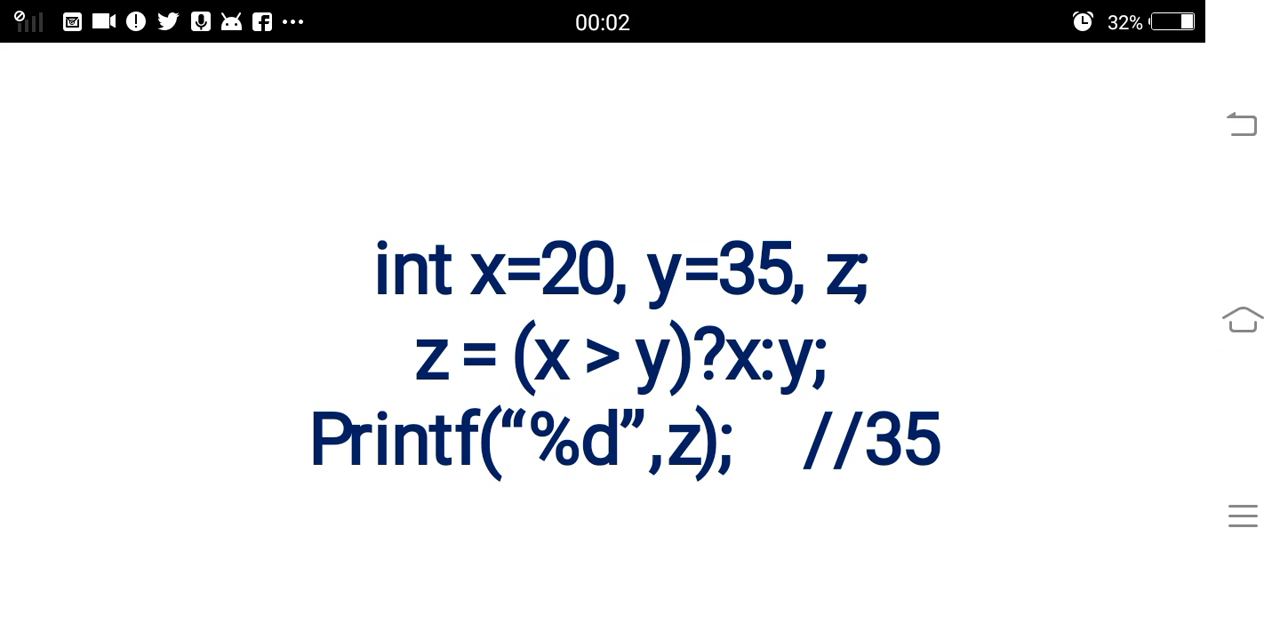 00:02
32%
int x=20, y=35, z;
z = (x > y)?x:y;
Printf(“%d”,z); //35